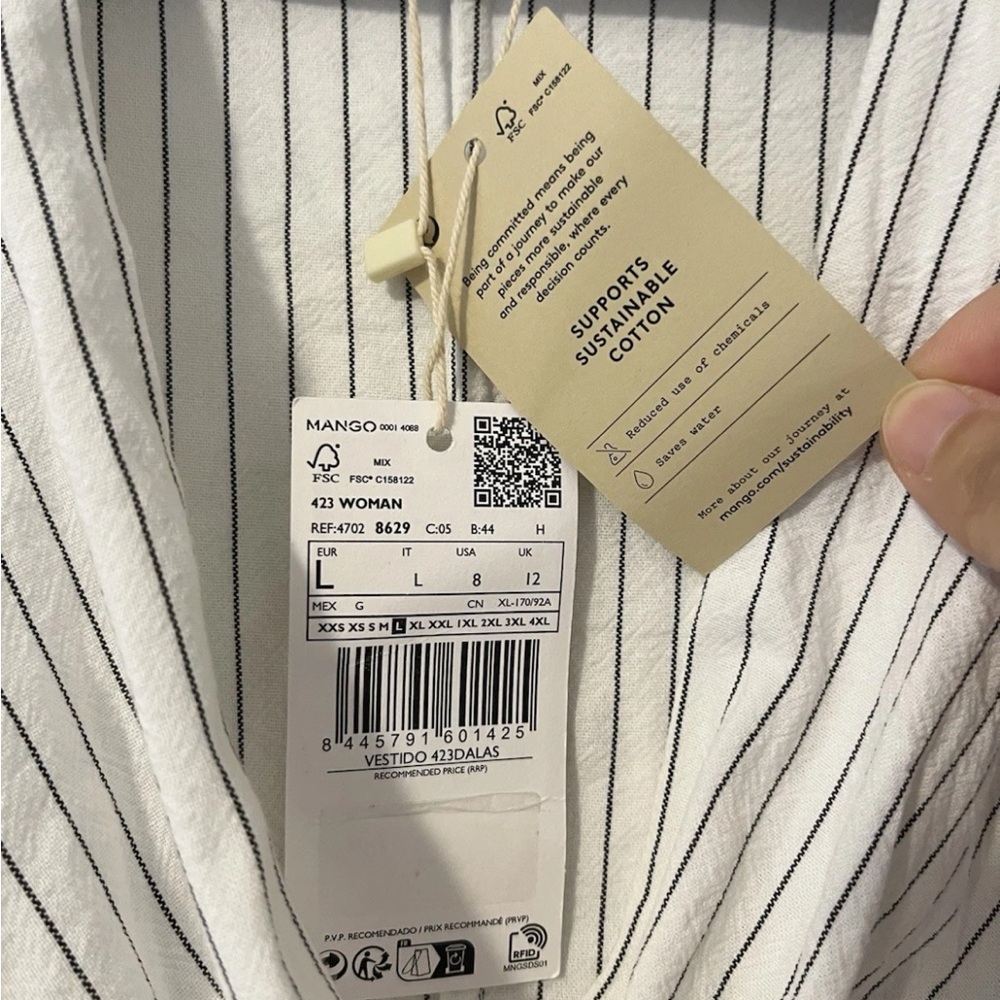 MIX
FSC® C158122
FSC
Being committed means being
part of a journey to make our
pieces more sustainable
and responsible, where every
decision counts.
SUPPORTS
SUSTAINABLE
COTTON
Reduced use of chemicals
Saves water
More about our journey at
mango.com/sustainability
MANGO 0001 4088
MIX
FSC FSC® C158122
423 WOMAN
REF:4702 8629 C:05 B:44 H
EUR IT USA UK
L L 8 12
MEX G CN XL-170/92A
XXS XS S M L XL XXL 1XL 2XL 3XL 4XL
8 445791 601425
VESTIDO 423DALAS
RECOMMENDED PRICE (RRP)
P.V.P. RECOMENDADO / PRIX RECOMMANDÉ (PRVP)
FR
RFID
MNGSDS01